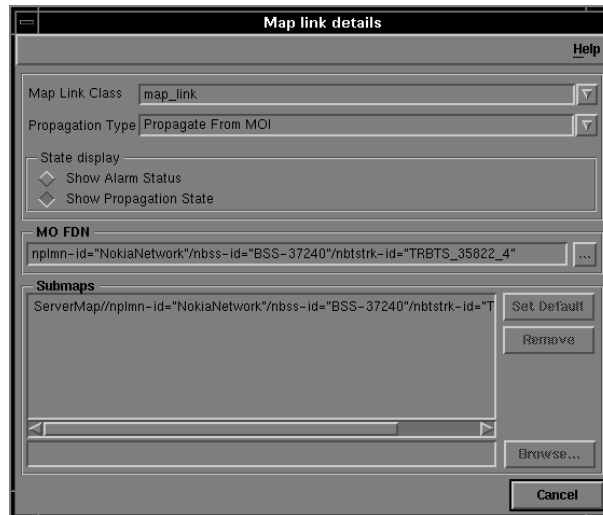 Map link details
Help
Map Link Class map_link
Propagation Type Propagate From MOI
State display
Show Alarm Status
Show Propagation State
MO FDN
nplmn-id="NokiaNetwork"/nbss-id="BSS-37240"/nbtstrk-id="TRBTS_35822_4"
...
Submaps
ServerMap//nplmn-id="NokiaNetwork"/nbss-id="BSS-37240"/nbtstrk-id="T
Set Default
Remove
Browse...
Cancel